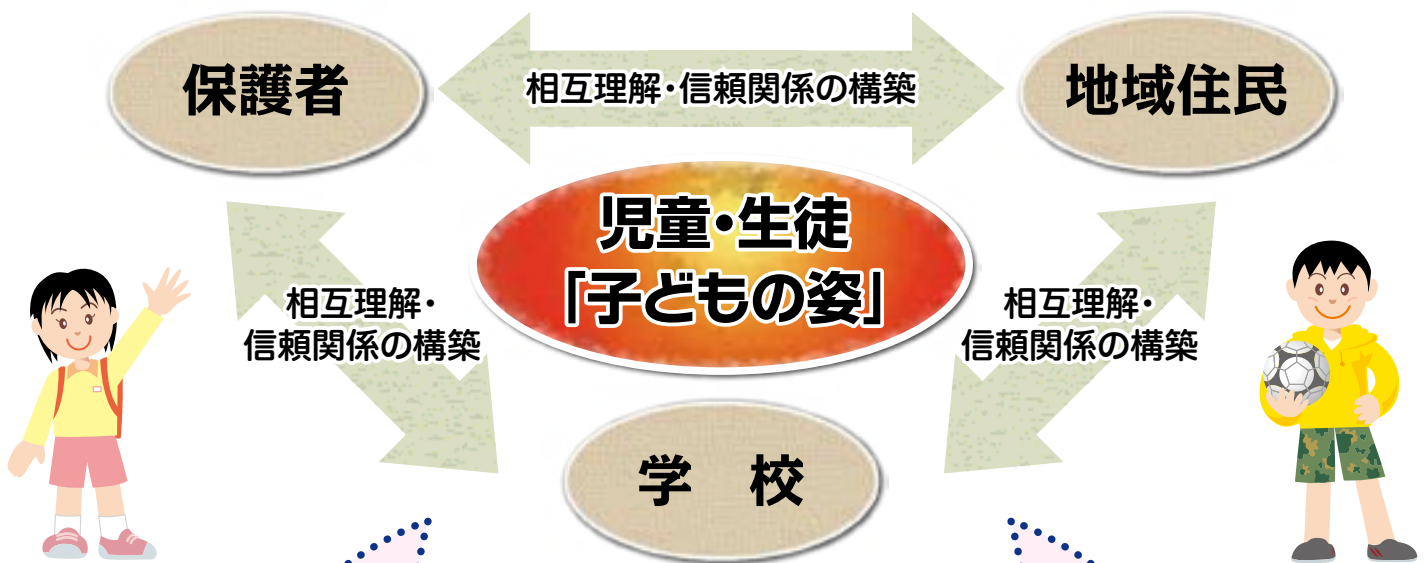 保護者
相互理解・信頼関係の構築
地域住民
児童・生徒
「子どもの姿」
相互理解・
信頼関係の構築
相互理解・
信頼関係の構築
学　校